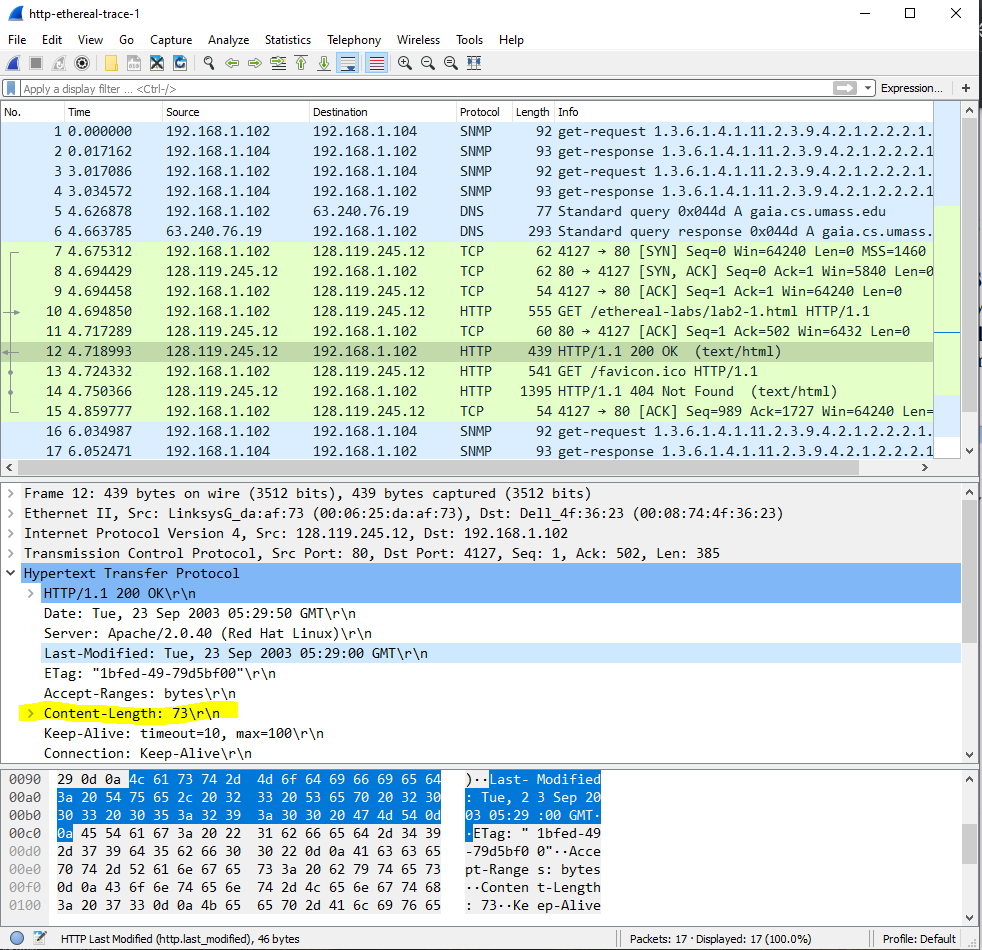 http-ethereal-trace-1
File Edit View Go Capture Analyze Statistics Telephony Wireless Tools Help
Apply a display filter ... <Ctrl-/> Expression... +
No. Time Source Destination Protocol Length Info
1 0.000000 192.168.1.102 192.168.1.104 SNMP 92 get-request 1.3.6.1.4.1.11.2.3.9.4.2.1.2.2.2.1.
2 0.017162 192.168.1.104 192.168.1.102 SNMP 93 get-response 1.3.6.1.4.1.11.2.3.9.4.2.1.2.2.2.1
3 3.017086 192.168.1.102 192.168.1.104 SNMP 92 get-request 1.3.6.1.4.1.11.2.3.9.4.2.1.2.2.2.1.
4 3.034572 192.168.1.104 192.168.1.102 SNMP 93 get-response 1.3.6.1.4.1.11.2.3.9.4.2.1.2.2.2.1
5 4.626878 192.168.1.102 63.240.76.19 DNS 77 Standard query 0x044d A gaia.cs.umass.edu
6 4.663785 63.240.76.19 192.168.1.102 DNS 293 Standard query response 0x044d A gaia.cs.umass.
7 4.675312 192.168.1.102 128.119.245.12 TCP 62 4127 → 80 [SYN] Seq=0 Win=64240 Len=0 MSS=1460
8 4.694429 128.119.245.12 192.168.1.102 TCP 62 80 → 4127 [SYN, ACK] Seq=0 Ack=1 Win=5840 Len=0
9 4.694458 192.168.1.102 128.119.245.12 TCP 54 4127 → 80 [ACK] Seq=1 Ack=1 Win=64240 Len=0
10 4.694850 192.168.1.102 128.119.245.12 HTTP 555 GET /ethereal-labs/lab2-1.html HTTP/1.1
11 4.717289 128.119.245.12 192.168.1.102 TCP 60 80 → 4127 [ACK] Seq=1 Ack=502 Win=6432 Len=0
12 4.718993 128.119.245.12 192.168.1.102 HTTP 439 HTTP/1.1 200 OK (text/html)
13 4.724332 192.168.1.102 128.119.245.12 HTTP 541 GET /favicon.ico HTTP/1.1
14 4.750366 128.119.245.12 192.168.1.102 HTTP 1395 HTTP/1.1 404 Not Found (text/html)
15 4.859777 192.168.1.102 128.119.245.12 TCP 54 4127 → 80 [ACK] Seq=989 Ack=1727 Win=64240 Len=
16 6.034987 192.168.1.102 192.168.1.104 SNMP 92 get-request 1.3.6.1.4.1.11.2.3.9.4.2.1.2.2.2.1.
17 6.052471 192.168.1.104 192.168.1.102 SNMP 93 get-response 1.3.6.1.4.1.11.2.3.9.4.2.1.2.2.2.1
Frame 12: 439 bytes on wire (3512 bits), 439 bytes captured (3512 bits)
Ethernet II, Src: LinksysG_da:af:73 (00:06:25:da:af:73), Dst: Dell_4f:36:23 (00:08:74:4f:36:23)
Internet Protocol Version 4, Src: 128.119.245.12, Dst: 192.168.1.102
Transmission Control Protocol, Src Port: 80, Dst Port: 4127, Seq: 1, Ack: 502, Len: 385
Hypertext Transfer Protocol
HTTP/1.1 200 OK\r\n
Date: Tue, 23 Sep 2003 05:29:50 GMT\r\n
Server: Apache/2.0.40 (Red Hat Linux)\r\n
Last-Modified: Tue, 23 Sep 2003 05:29:00 GMT\r\n
ETag: "1bfed-49-79d5bf00"\r\n
Accept-Ranges: bytes\r\n
Content-Length: 73\r\n
Keep-Alive: timeout=10, max=100\r\n
Connection: Keep-Alive\r\n
0090 29 0d 0a 4c 61 73 74 2d 4d 6f 64 69 66 69 65 64 )··Last- Modified
00a0 3a 20 54 75 65 2c 20 32 33 20 53 65 70 20 32 30 : Tue, 2 3 Sep 20
00b0 30 33 20 30 35 3a 32 39 3a 30 30 20 47 4d 54 0d 03 05:29 :00 GMT·
00c0 0a 45 54 61 67 3a 20 22 31 62 66 65 64 2d 34 39 ·ETag: " 1bfed-49
00d0 2d 37 39 64 35 62 66 30 30 22 0d 0a 41 63 63 65 -79d5bf0 0"··Acce
00e0 70 74 2d 52 61 6e 67 65 73 3a 20 62 79 74 65 73 pt-Range s: bytes
00f0 0d 0a 43 6f 6e 74 65 6e 74 2d 4c 65 6e 67 74 68 ··Conten t-Length
0100 3a 20 37 33 0d 0a 4b 65 65 70 2d 41 6c 69 76 65 : 73··Ke ep-Alive
HTTP Last Modified (http.last_modified), 46 bytes Packets: 17 · Displayed: 17 (100.0%) Profile: Default